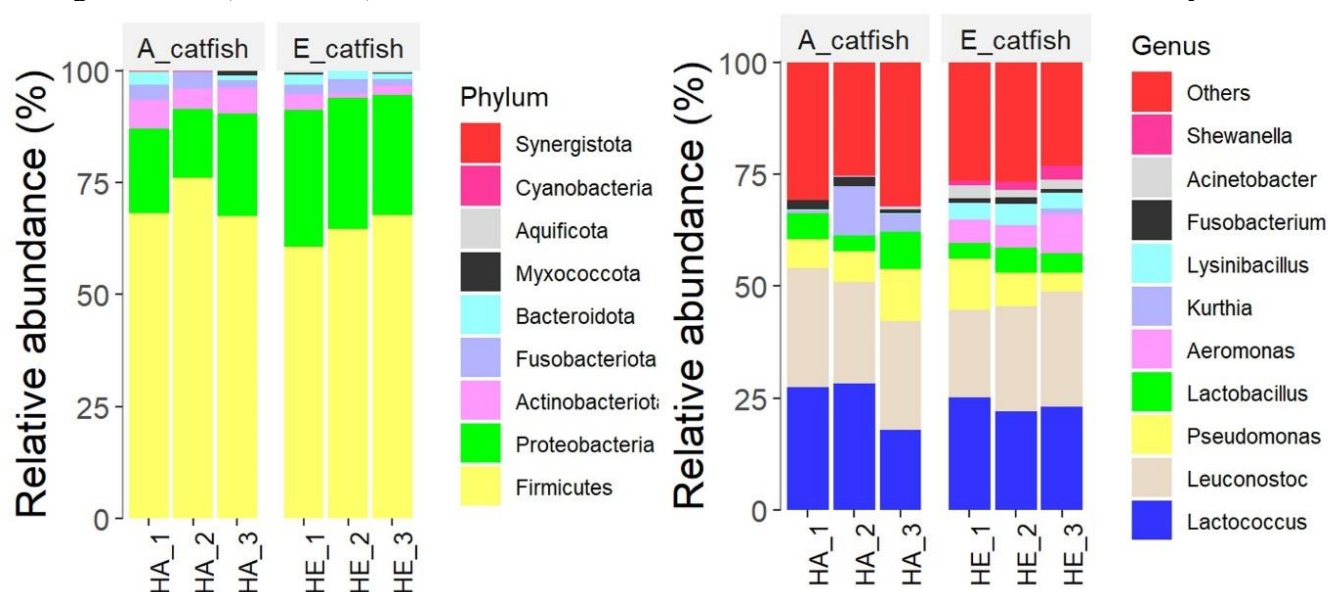 A_catfish E_catfish
Relative abundance (%)
100
75
50
25
0
HA_1
HA_2
HA_3
HE_1
HE_2
HE_3
Phylum
Synergistota
Cyanobacteria
Aquificota
Myxococcota
Bacteroidota
Fusobacteriota
Actinobacteriota
Proteobacteria
Firmicutes
A_catfish E_catfish
Relative abundance (%)
100
75
50
25
0
HA_1
HA_2
HA_3
HE_1
HE_2
HE_3
Genus
Others
Shewanella
Acinetobacter
Fusobacterium
Lysinibacillus
Kurthia
Aeromonas
Lactobacillus
Pseudomonas
Leuconostoc
Lactococcus